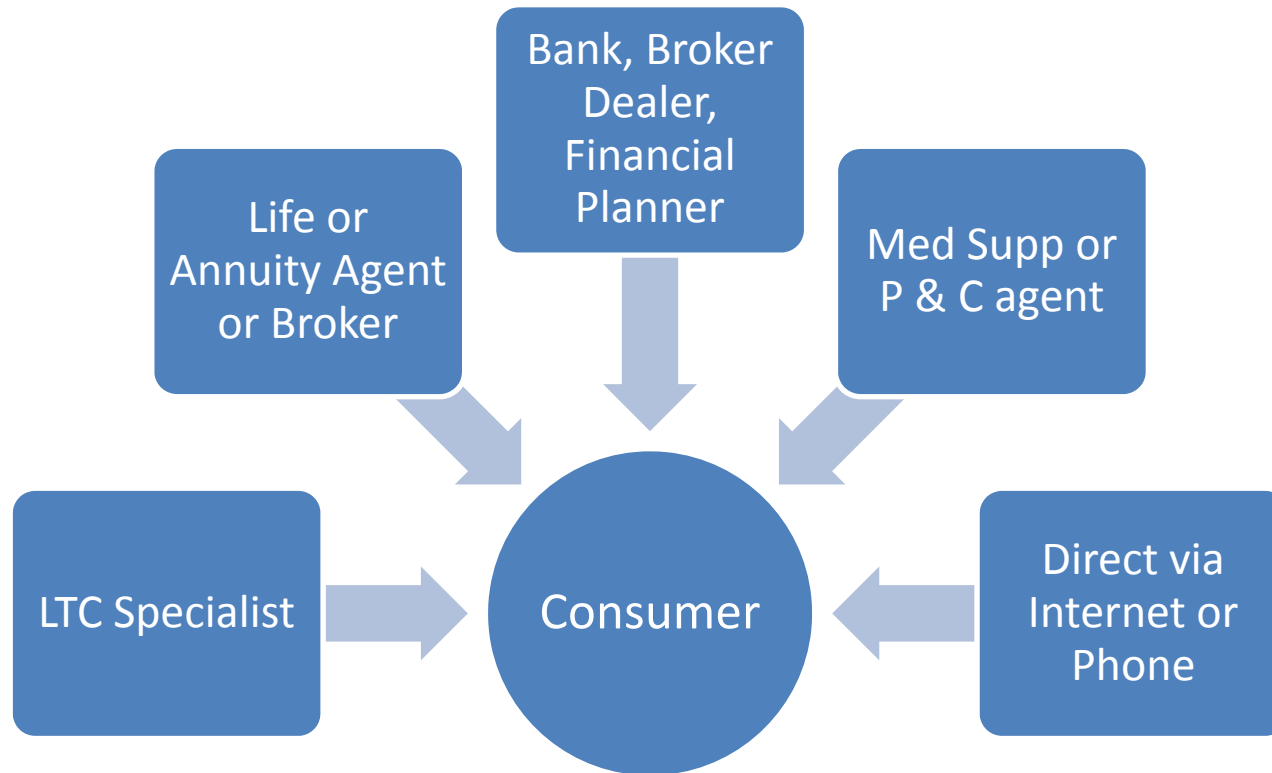 Bank, Broker
Dealer,
Financial
Planner
Life or
Annuity Agent
or Broker
Med Supp or
P & C agent
LTC Specialist
Consumer
Direct via
Internet or
Phone